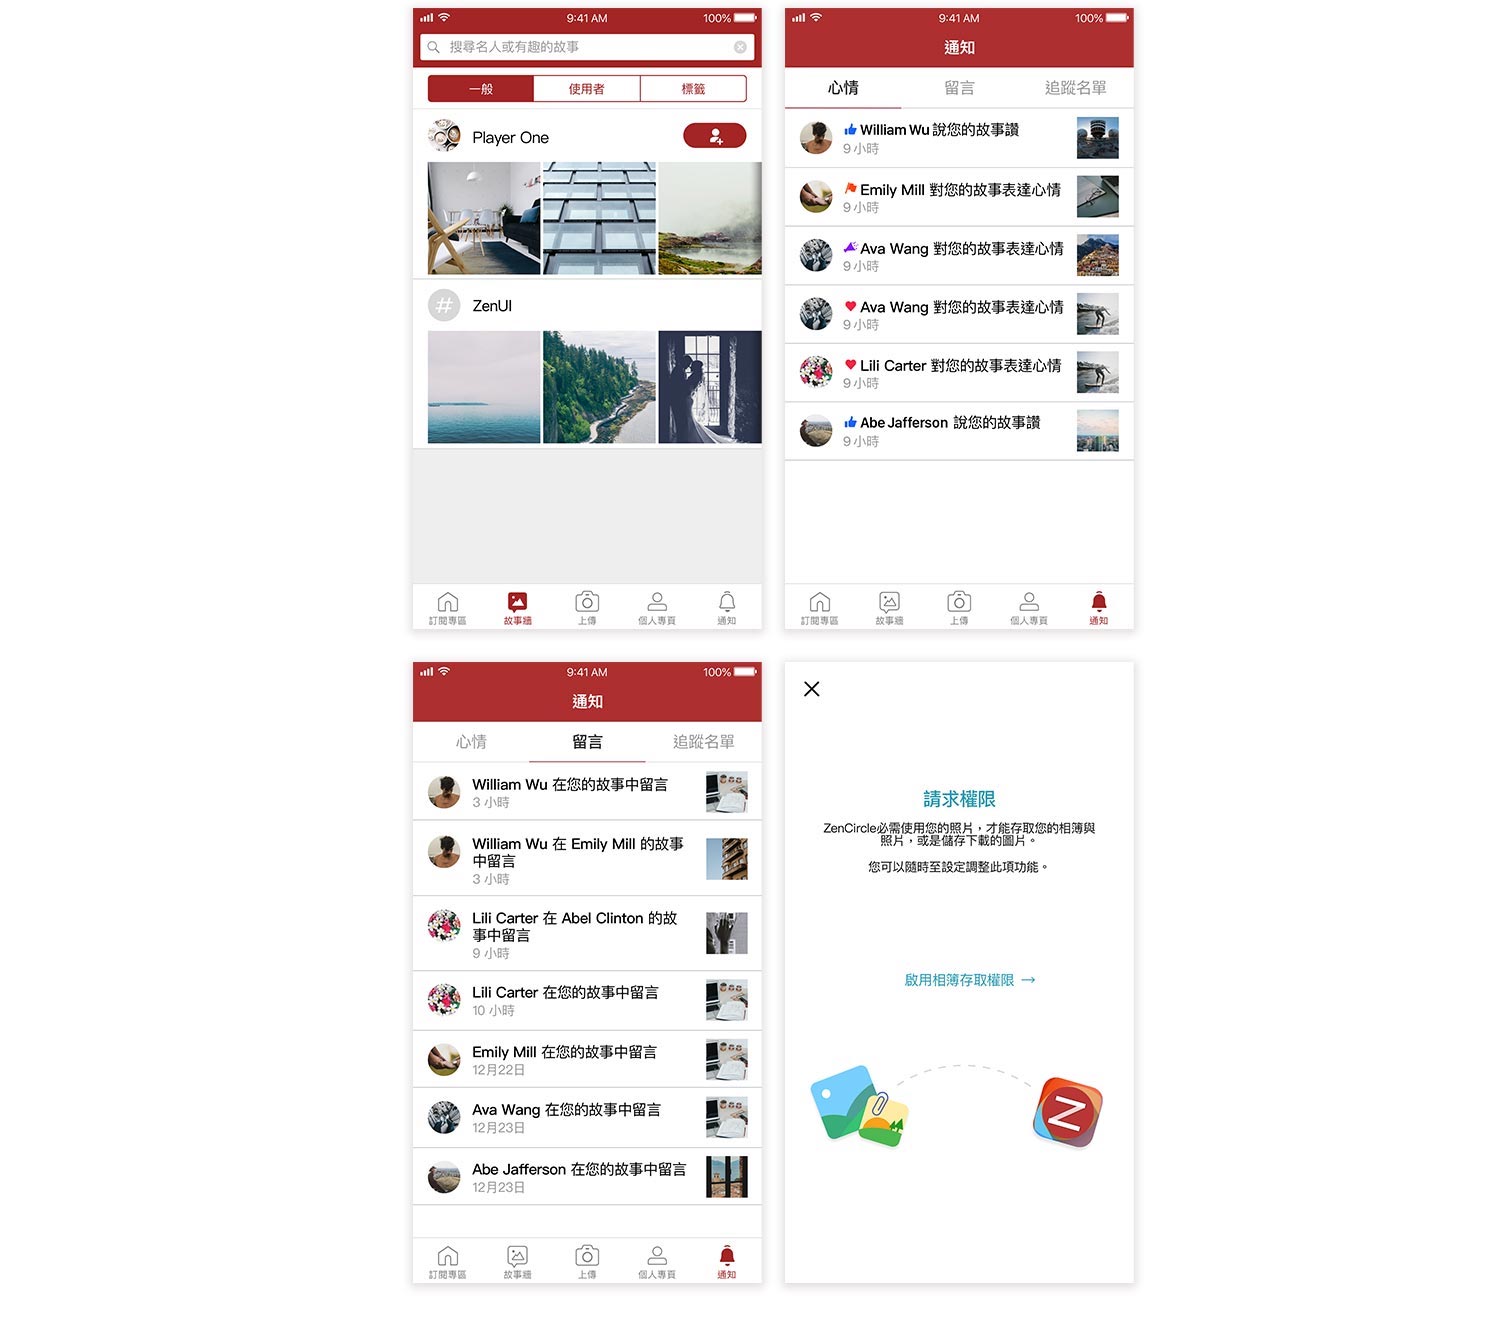 9:41 AM
100%
搜尋名人或有趣的故事
一般
使用者
標籤
Player One
#
ZenUI
訂閱專區
故事牆
上傳
個人專頁
通知
9:41 AM
100%
通知
心情
留言
追蹤名單
William Wu 說您的故事讚
9 小時
Emily Mill 對您的故事表達心情
9 小時
Ava Wang 對您的故事表達心情
9 小時
Ava Wang 對您的故事表達心情
9 小時
Lili Carter 對您的故事表達心情
9 小時
Abe Jafferson 說您的故事讚
9 小時
訂閱專區
故事牆
上傳
個人專頁
通知
9:41 AM
100%
通知
心情
留言
追蹤名單
William Wu 在您的故事中留言
3 小時
William Wu 在 Emily Mill 的故事
中留言
3 小時
Lili Carter 在 Abel Clinton 的故
事中留言
9 小時
Lili Carter 在您的故事中留言
10 小時
Emily Mill 在您的故事中留言
12月22日
Ava Wang 在您的故事中留言
12月23日
Abe Jafferson 在您的故事中留言
12月23日
訂閱專區
故事牆
上傳
個人專頁
通知
請求權限
ZenCircle必需使用您的照片，才能存取您的相簿與
照片，或是儲存下載的圖片。
您可以隨時至設定調整此項功能。
啟用相簿存取權限 →
Z